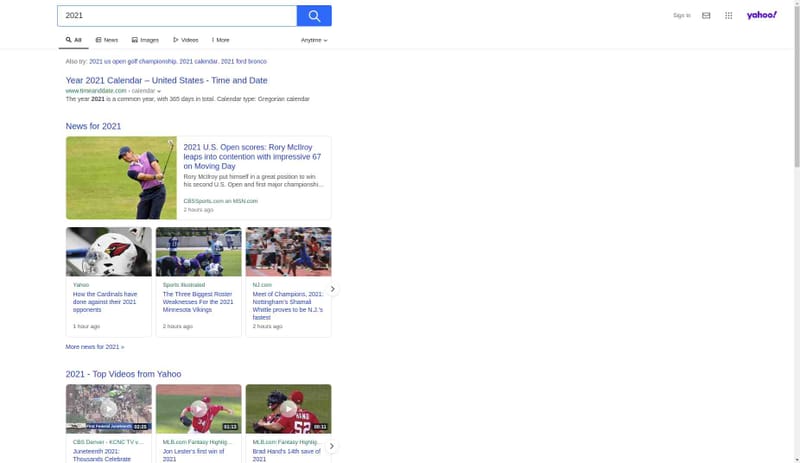 2021
Sign In
yahoo!
All
News
Images
Videos
More
Anytime
Also try: 2021 us open golf championship, 2021 calendar, 2021 ford bronco
Year 2021 Calendar – United States - Time and Date
www.timeanddate.com › calendar
The year 2021 is a common year, with 365 days in total. Calendar type: Gregorian calendar
News for 2021
2021 U.S. Open scores: Rory McIlroy
leaps into contention with impressive 67
on Moving Day
Rory McIlroy put himself in a great position to win
his second U.S. Open and first major championshi...
CBSSports.com on MSN.com
2 hours ago
Yahoo
How the Cardinals have
done against their 2021
opponents
1 hour ago
Sports Illustrated
The Three Biggest Roster
Weaknesses For the 2021
Minnesota Vikings
2 hours ago
NJ.com
Meet of Champions, 2021:
Nottingham's Shamali
Whittle proves to be N.J.'s
fastest
2 hours ago
More news for 2021 »
2021 - Top Videos from Yahoo
First Federal Juneteenth
02:25
01:13
HAND
52
00:31
CBS Denver - KCNC TV v...
Juneteenth 2021:
Thousands Celebrate
MLB.com Fantasy Highlig...
Jon Lester's first win of
2021
MLB.com Fantasy Highlig...
Brad Hand's 14th save of
2021